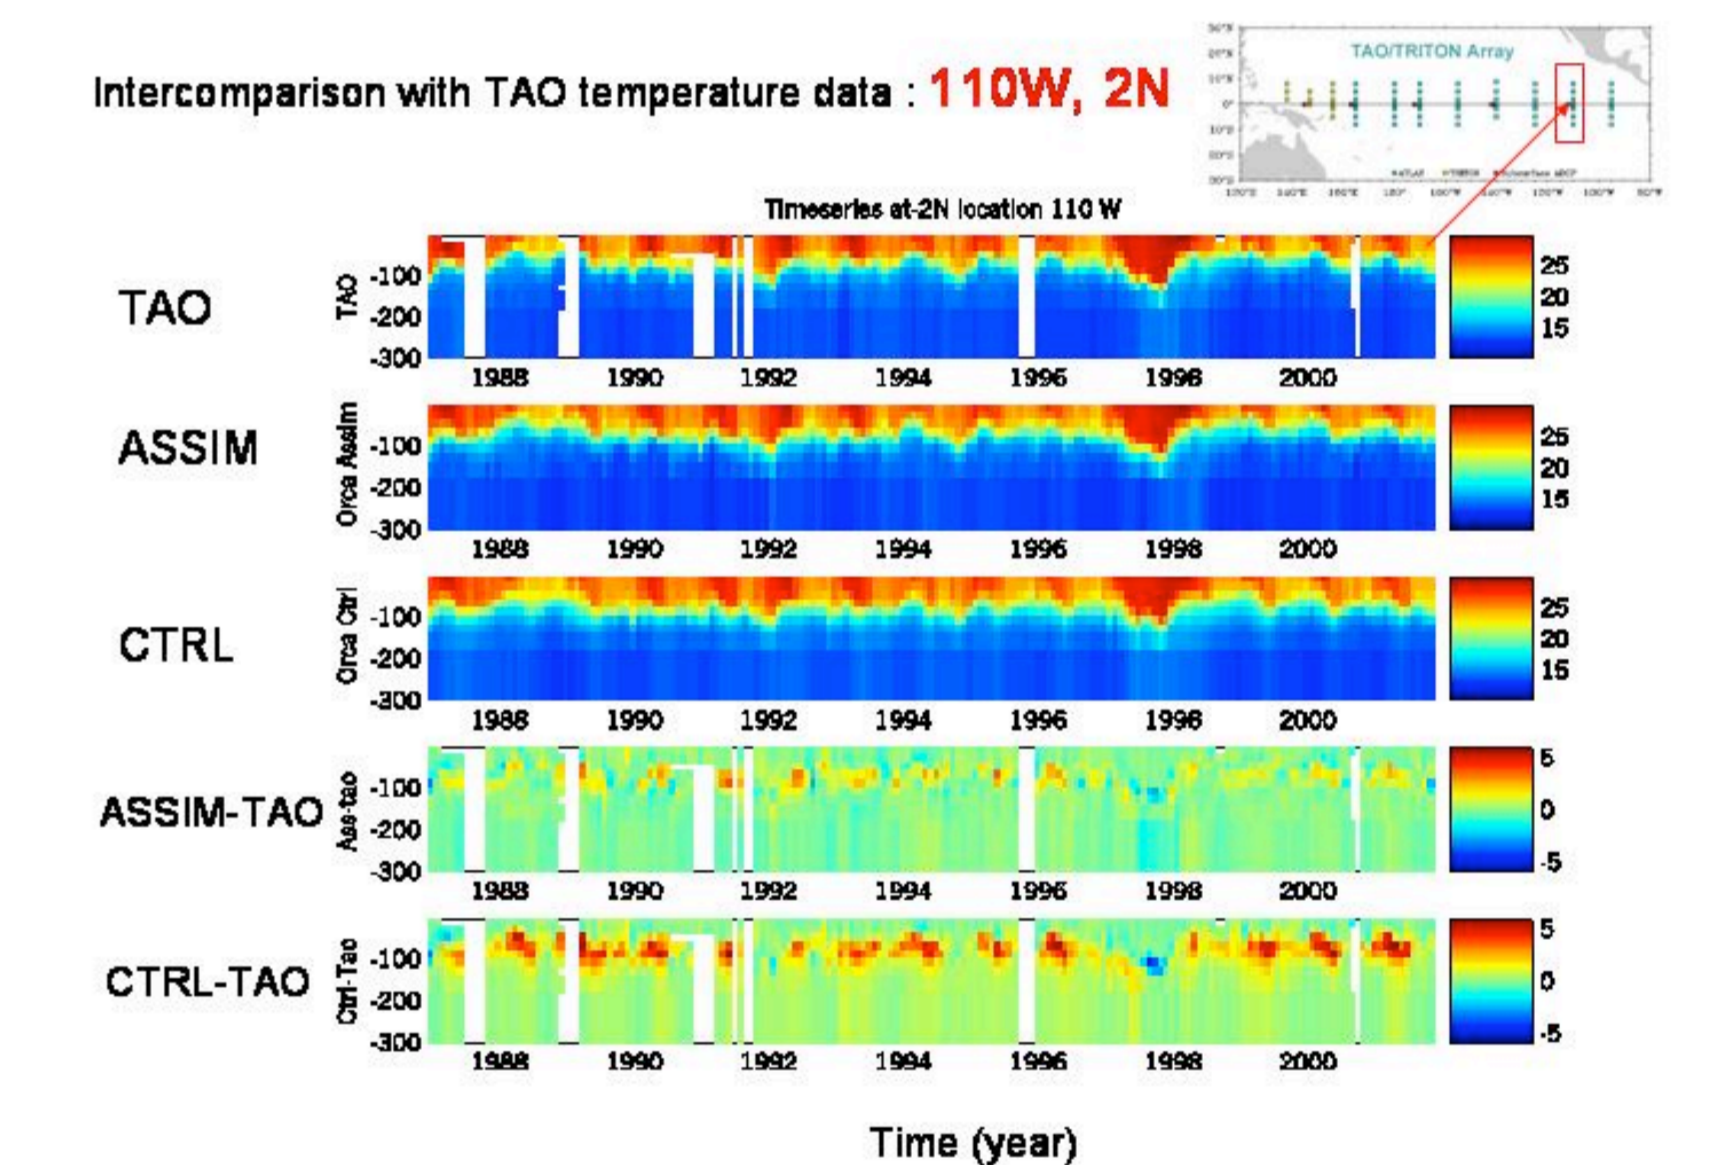 Intercomparison with TAO temperature data : 110W, 2N
TAO/TRITON Array
Timeseries at-2N location 110 W
TAO
TAO
-100
-200
-300
1988 1990 1992 1994 1996 1998 2000
25
20
15
ASSIM
Orca Assim
-100
-200
-300
1988 1990 1992 1994 1996 1998 2000
25
20
15
CTRL
Orca Ctrl
-100
-200
-300
1988 1990 1992 1994 1996 1998 2000
25
20
15
ASSIM-TAO
Ass-tao
-100
-200
-300
1988 1990 1992 1994 1996 1998 2000
5
0
-5
CTRL-TAO
Ctrl-Tao
-100
-200
-300
1988 1990 1992 1994 1996 1998 2000
5
0
-5
Time (year)